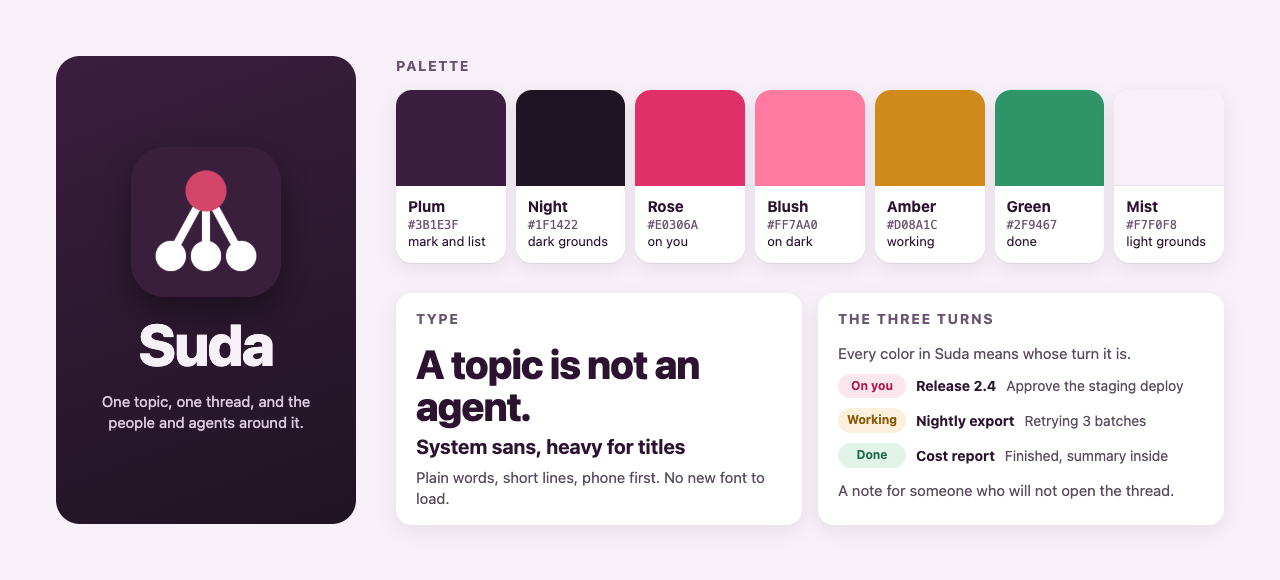 Suda
One topic, one thread, and the
people and agents around it.
PALETTE
Plum
#3B1E3F
mark and list
Night
#1F1422
dark grounds
Rose
#E0306A
on you
Blush
#FF7AA0
on dark
Amber
#D08A1C
working
Green
#2F9467
done
Mist
#F7F0F8
light grounds
TYPE
A topic is not an
agent.
System sans, heavy for titles
Plain words, short lines, phone first. No new font to
load.
THE THREE TURNS
Every color in Suda means whose turn it is.
On you Release 2.4 Approve the staging deploy
Working Nightly export Retrying 3 batches
Done Cost report Finished, summary inside
A note for someone who will not open the thread.